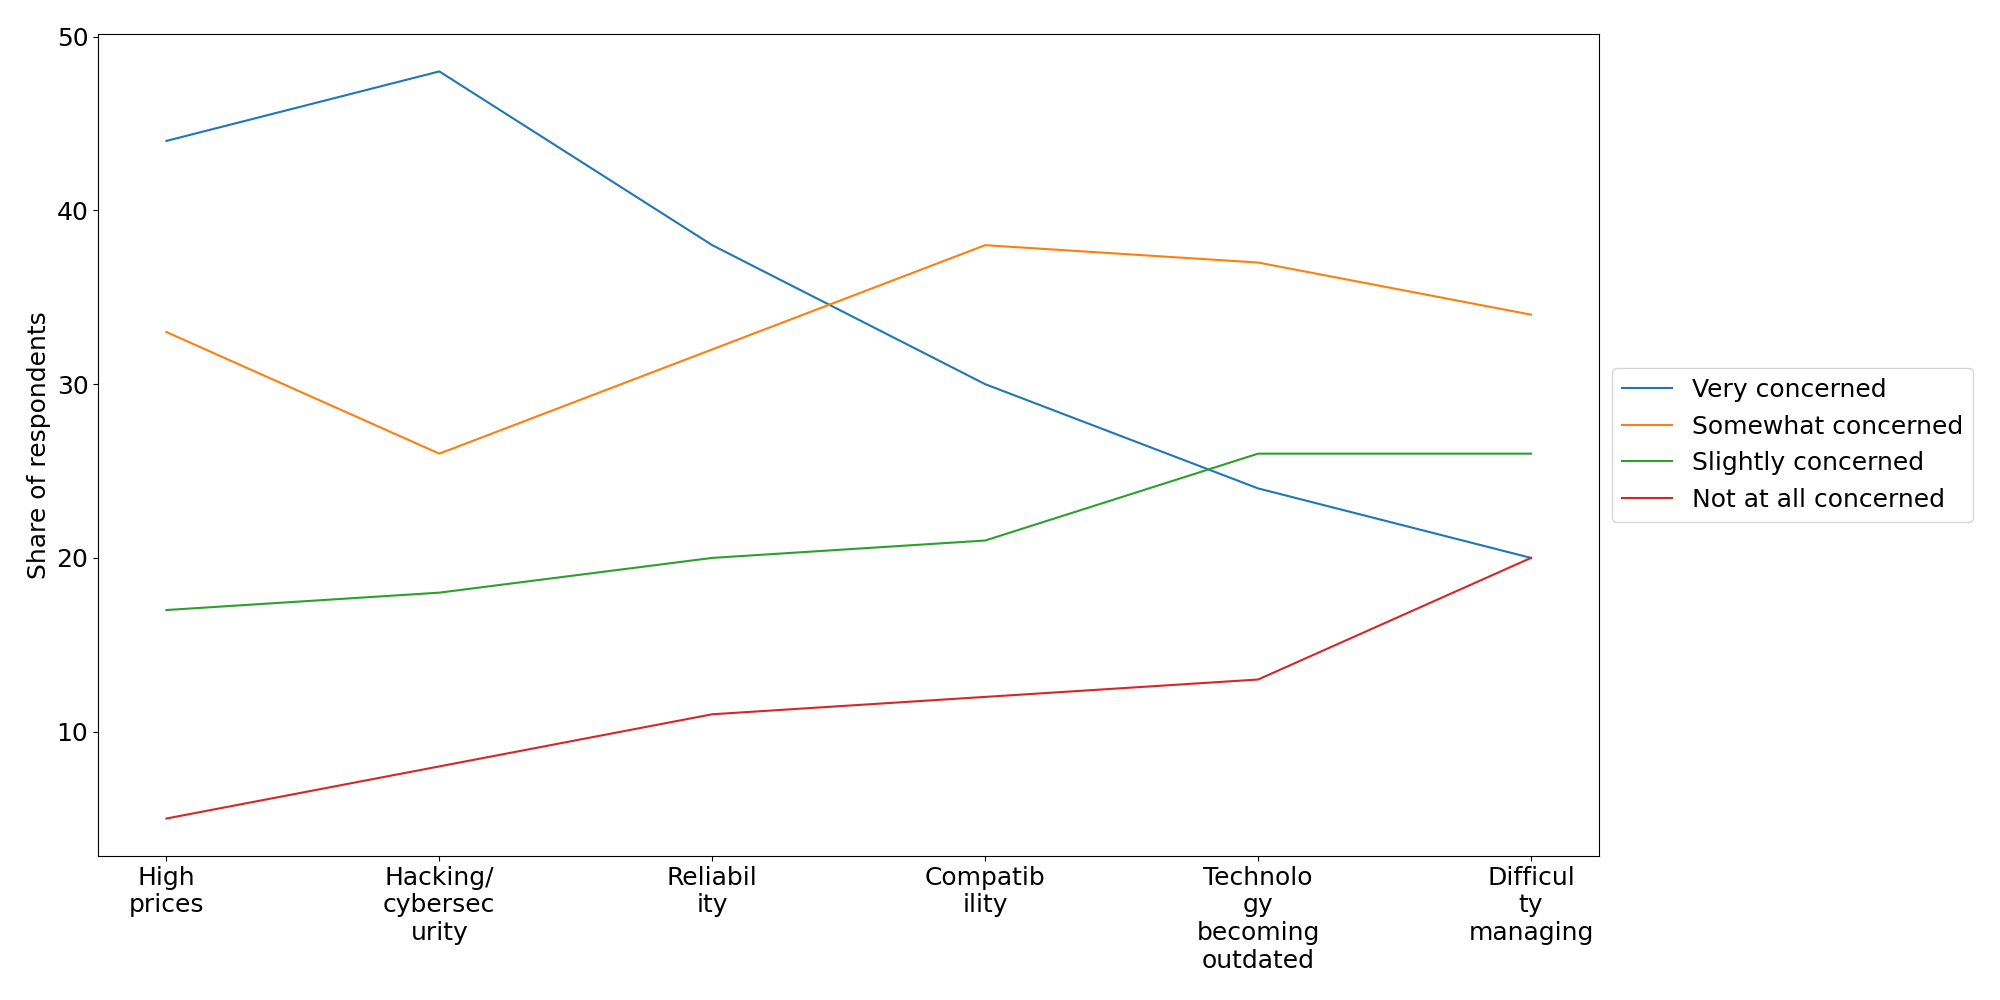 50
40
30
20
10
Share of respondents
High
prices
Hacking/
cybersec
urity
Reliabil
ity
Compatib
ility
Technolo
gy
becoming
outdated
Difficul
ty
managing
Very concerned
Somewhat concerned
Slightly concerned
Not at all concerned